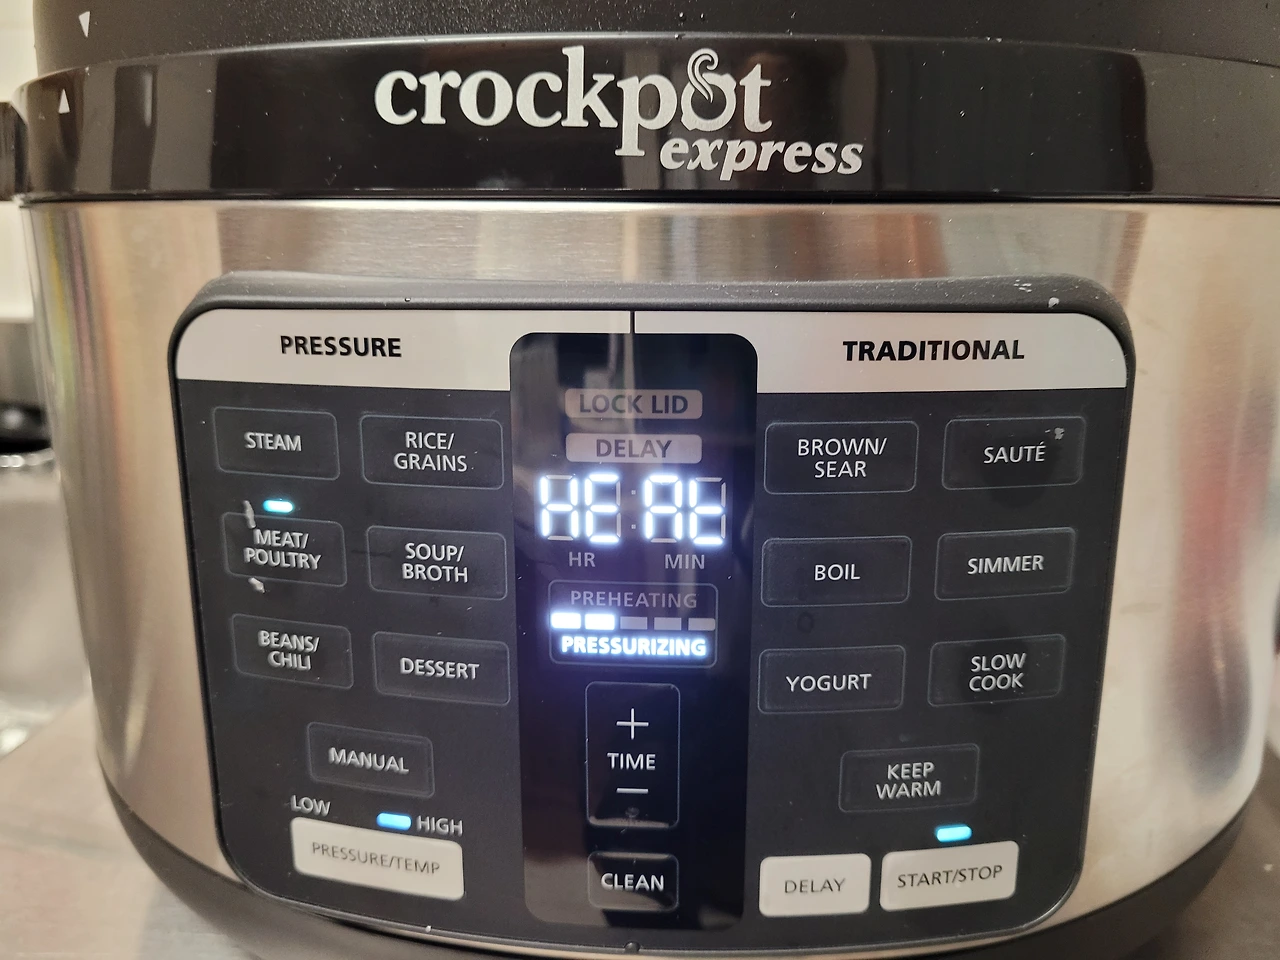 crockpot
express
PRESSURE
TRADITIONAL
LOCK LID
DELAY
HEAt
HR MIN
PREHEATING
PRESSURIZING
STEAM
RICE/
GRAINS
MEAT/
POULTRY
SOUP/
BROTH
BEANS/
CHILI
DESSERT
MANUAL
LOW
HIGH
PRESSURE/TEMP
+
TIME
−
CLEAN
BROWN/
SEAR
SAUTÉ
BOIL
SIMMER
YOGURT
SLOW
COOK
KEEP
WARM
DELAY
START/STOP